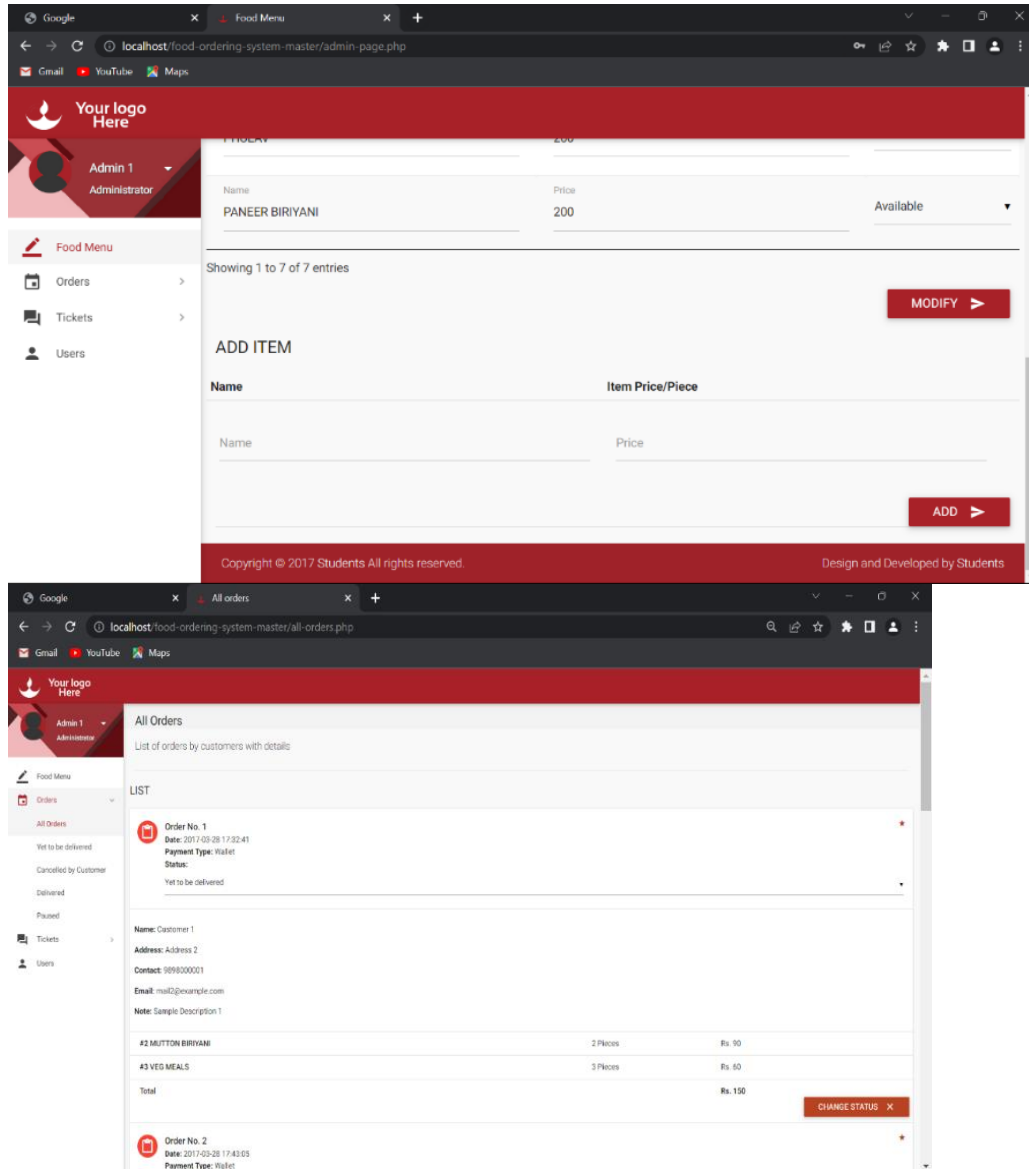 Google
Food Menu
localhost/food-ordering-system-master/admin-page.php
Gmail YouTube Maps
Your logo
Here
Admin 1
Administrator
200
Name Price
PANEER BIRIYANI 200 Available
Food Menu
Orders
Tickets
Users
Showing 1 to 7 of 7 entries
MODIFY
ADD ITEM
Name Item Price/Piece
Name Price
ADD
Copyright © 2017 Students All rights reserved. Design and Developed by Students
Google
All orders
localhost/food-ordering-system-master/all-orders.php
Gmail YouTube Maps
Your logo
Here
Admin 1
Administrator
Food Menu
Orders
All Orders
Yet to be delivered
Cancelled by Customer
Delivered
Paused
Tickets
Users
All Orders
List of orders by customers with details
LIST
Order No. 1
Date: 2017-03-28 17:32:41
Payment Type: Wallet
Status:
Yet to be delivered
Name: Customer 1
Address: Address 2
Contact: 9898000001
Email: mail2@example.com
Note: Sample Description 1
#2 MUTTON BIRIYANI 2 Pieces Rs. 90
#3 VEG MEALS 3 Pieces Rs. 60
Total Rs. 150
CHANGE STATUS X
Order No. 2
Date: 2017-03-28 17:43:05
Payment Type: Wallet